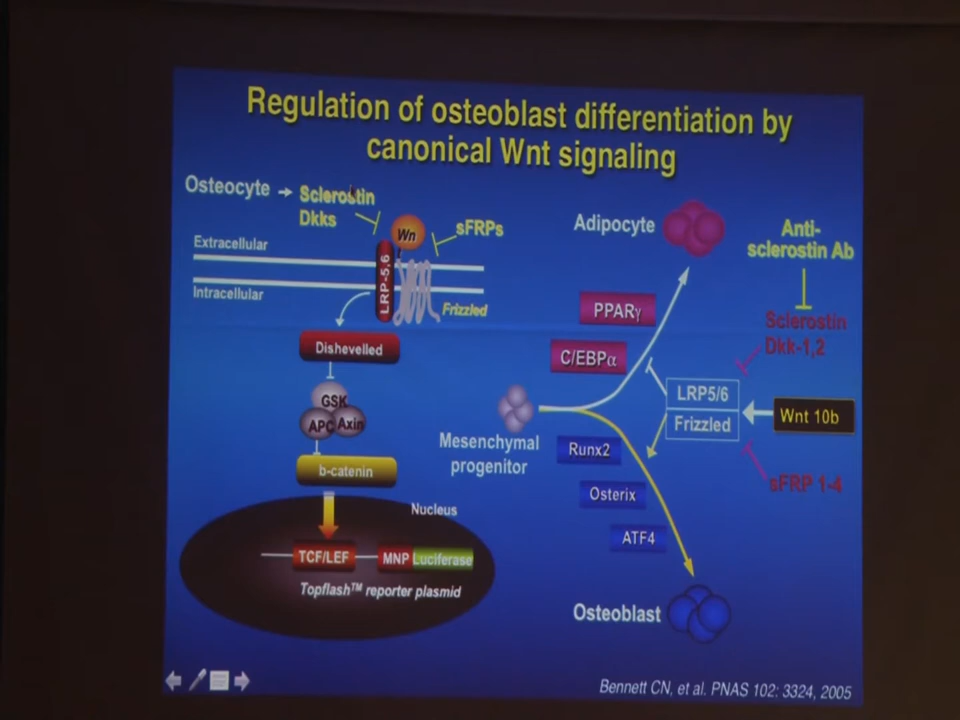 Regulation of osteoblast differentiation by
canonical Wnt signaling
Osteocyte → Sclerostin
Dkks
Wn
sFRPs
Extracellular
Intracellular
LRP-5,6
Frizzled
Dishevelled
GSK
APC Axin
b-catenin
Nucleus
TCF/LEF
MNP Luciferase
Topflash™ reporter plasmid
Adipocyte
PPARγ
C/EBPα
Mesenchymal
progenitor
Runx2
Osterix
ATF4
Osteoblast
Anti-
sclerostin Ab
Sclerostin
Dkk-1,2
LRP5/6
Frizzled
Wnt 10b
sFRP 1-4
Bennett CN, et al. PNAS 102: 3324, 2005